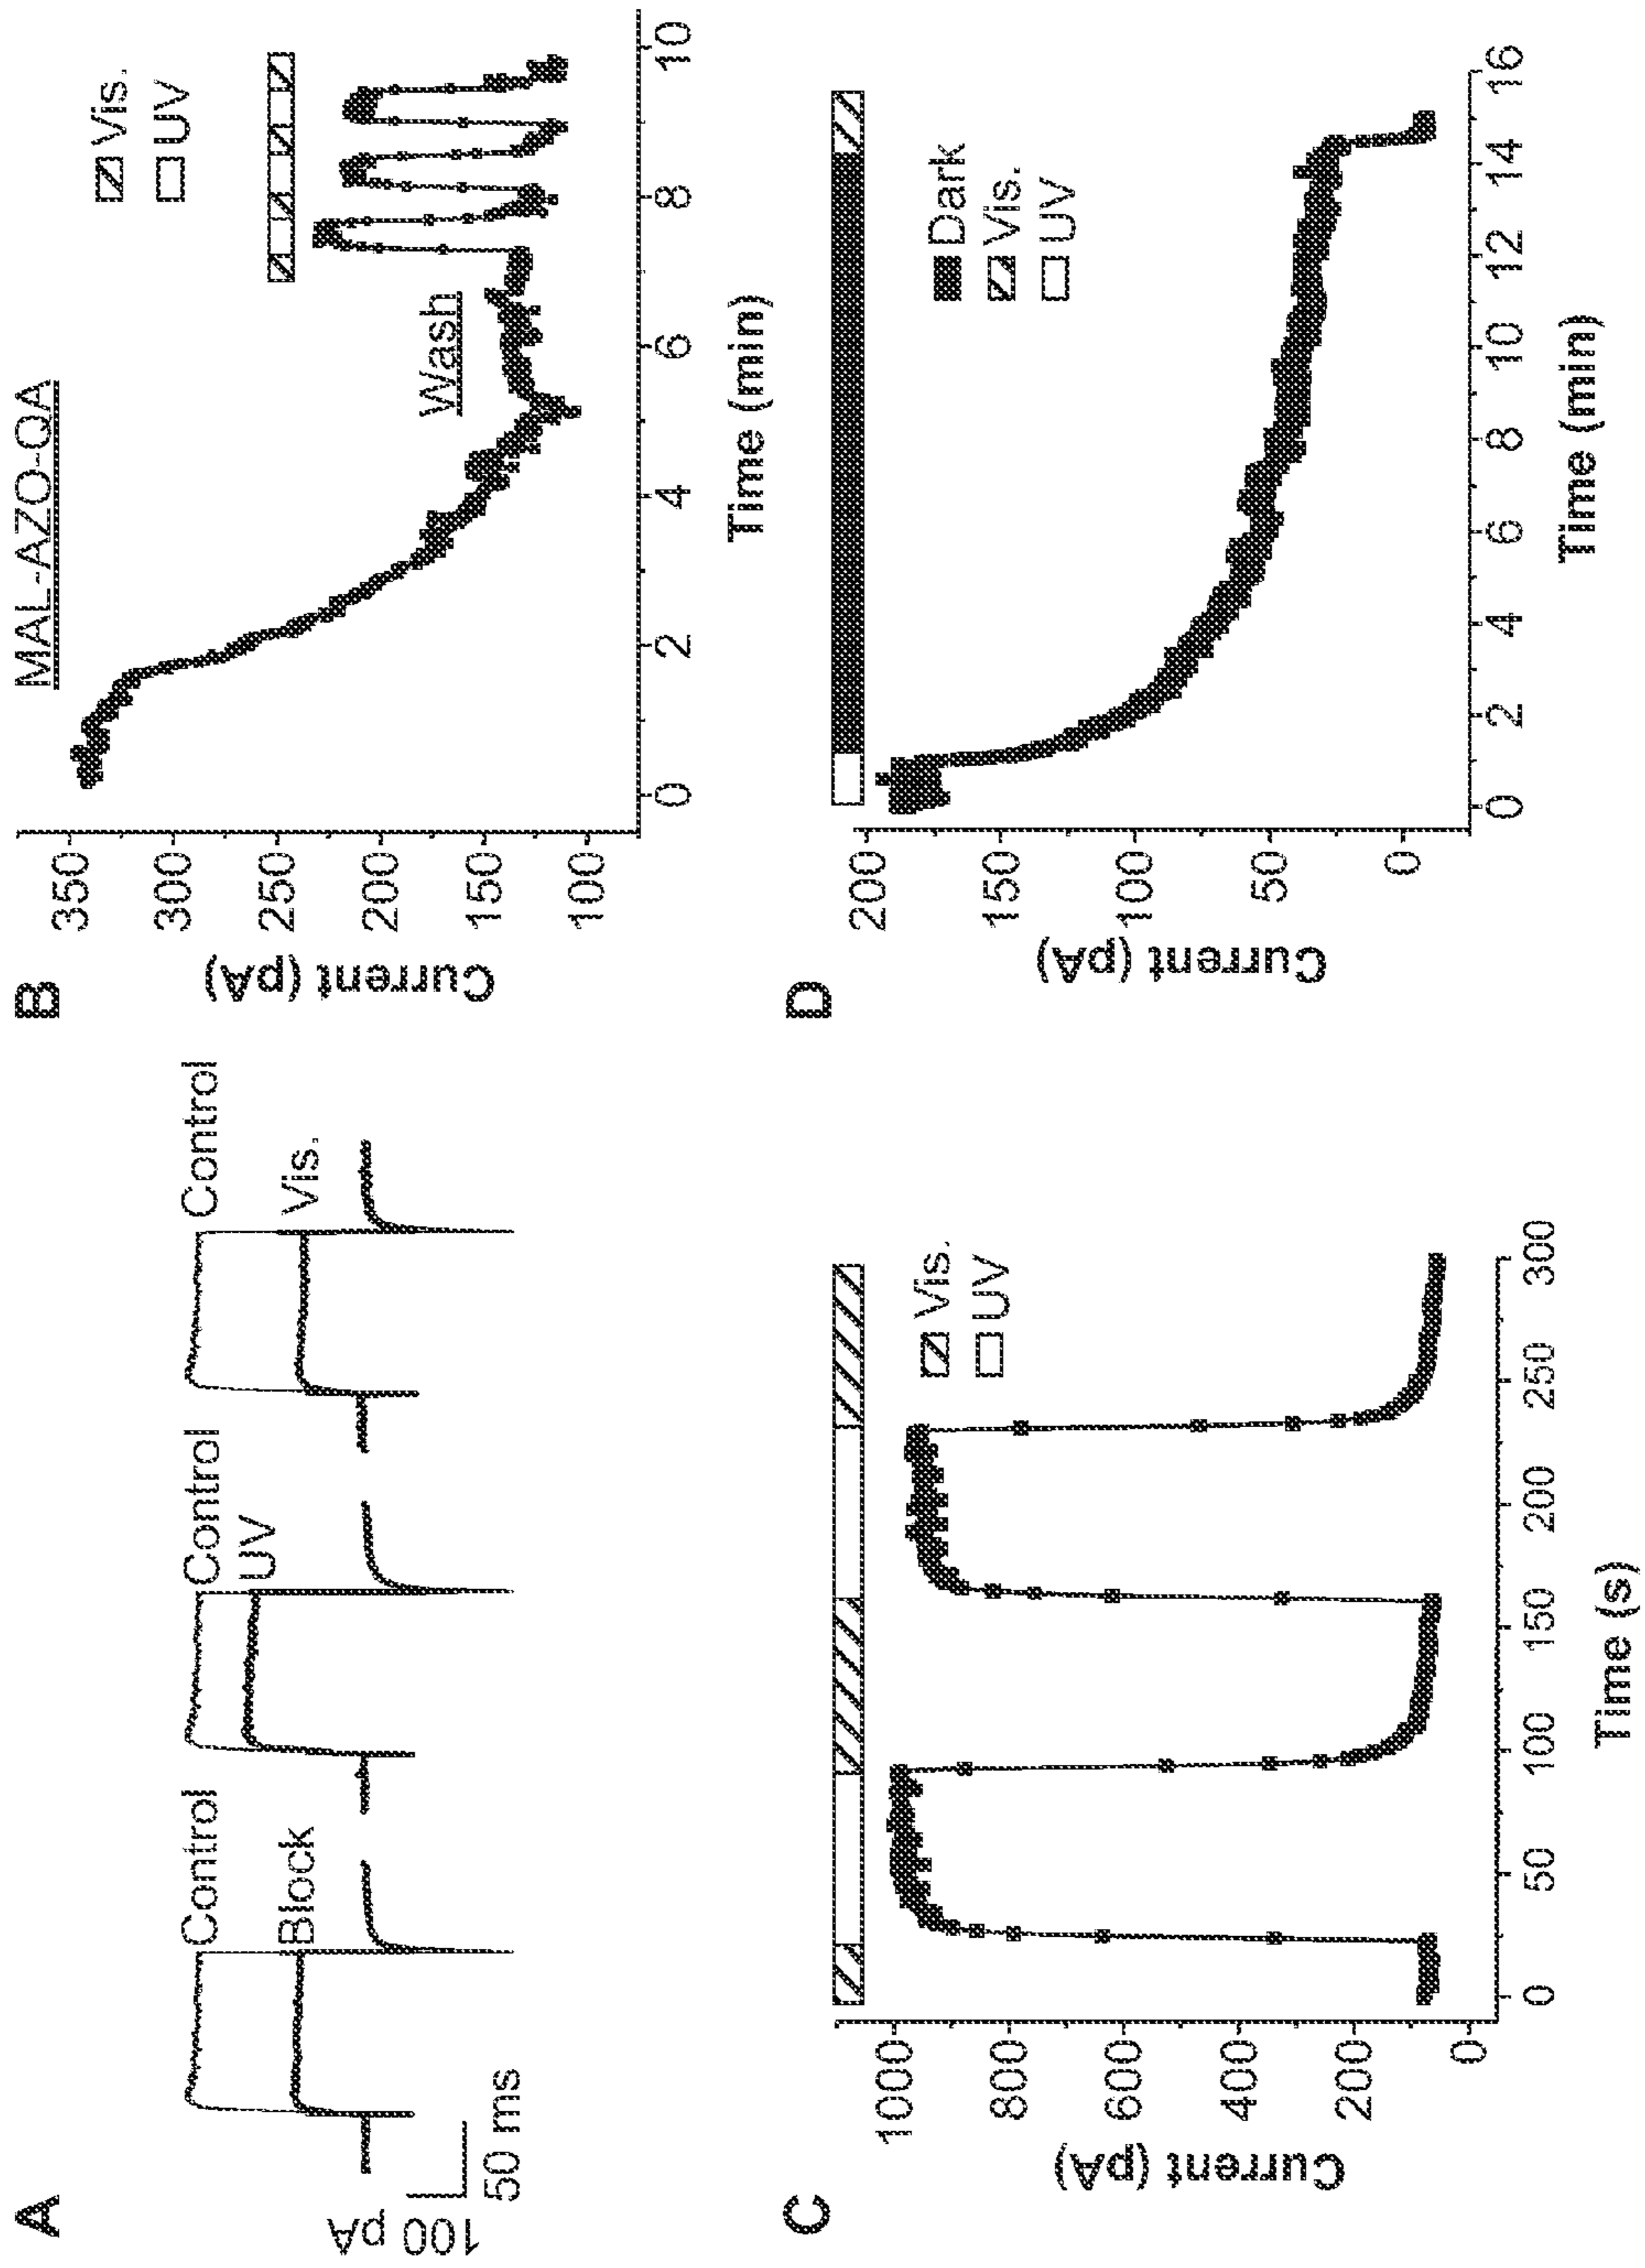 A
Control
Block
Control
UV
Control
Vis.
100 pA
50 ms
B
MAL-AZO-QA
Vis.
UV
Wash
Current (pA)
350
300
250
200
150
100
0 2 4 6 8 10
Time (min)
C
Vis.
UV
Current (pA)
1000
800
600
400
200
0
0 50 100 150 200 250 300
Time (s)
D
Dark
Vis.
UV
Current (pA)
200
150
100
50
0
0 2 4 6 8 10 12 14 16
Time (min)